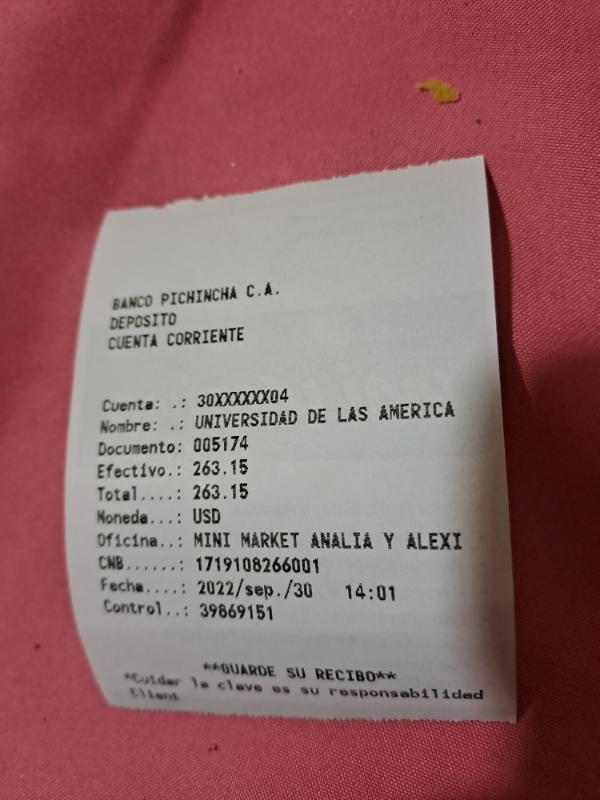 BANCO PICHINCHA C.A.
DEPOSITO
CUENTA CORRIENTE
Cuenta: .: 30XXXXXX04
Nombre: .: UNIVERSIDAD DE LAS AMERICA
Documento: 005174
Efectivo.: 263.15
Total....: 263.15
Moneda...: USD
Oficina..: MINI MARKET ANALIA Y ALEXI
CNB......: 1719108266001
Fecha....: 2022/sep./30 14:01
Control..: 39869151
**GUARDE SU RECIBO**
*Cuidar la clave es su responsabilidad
Client